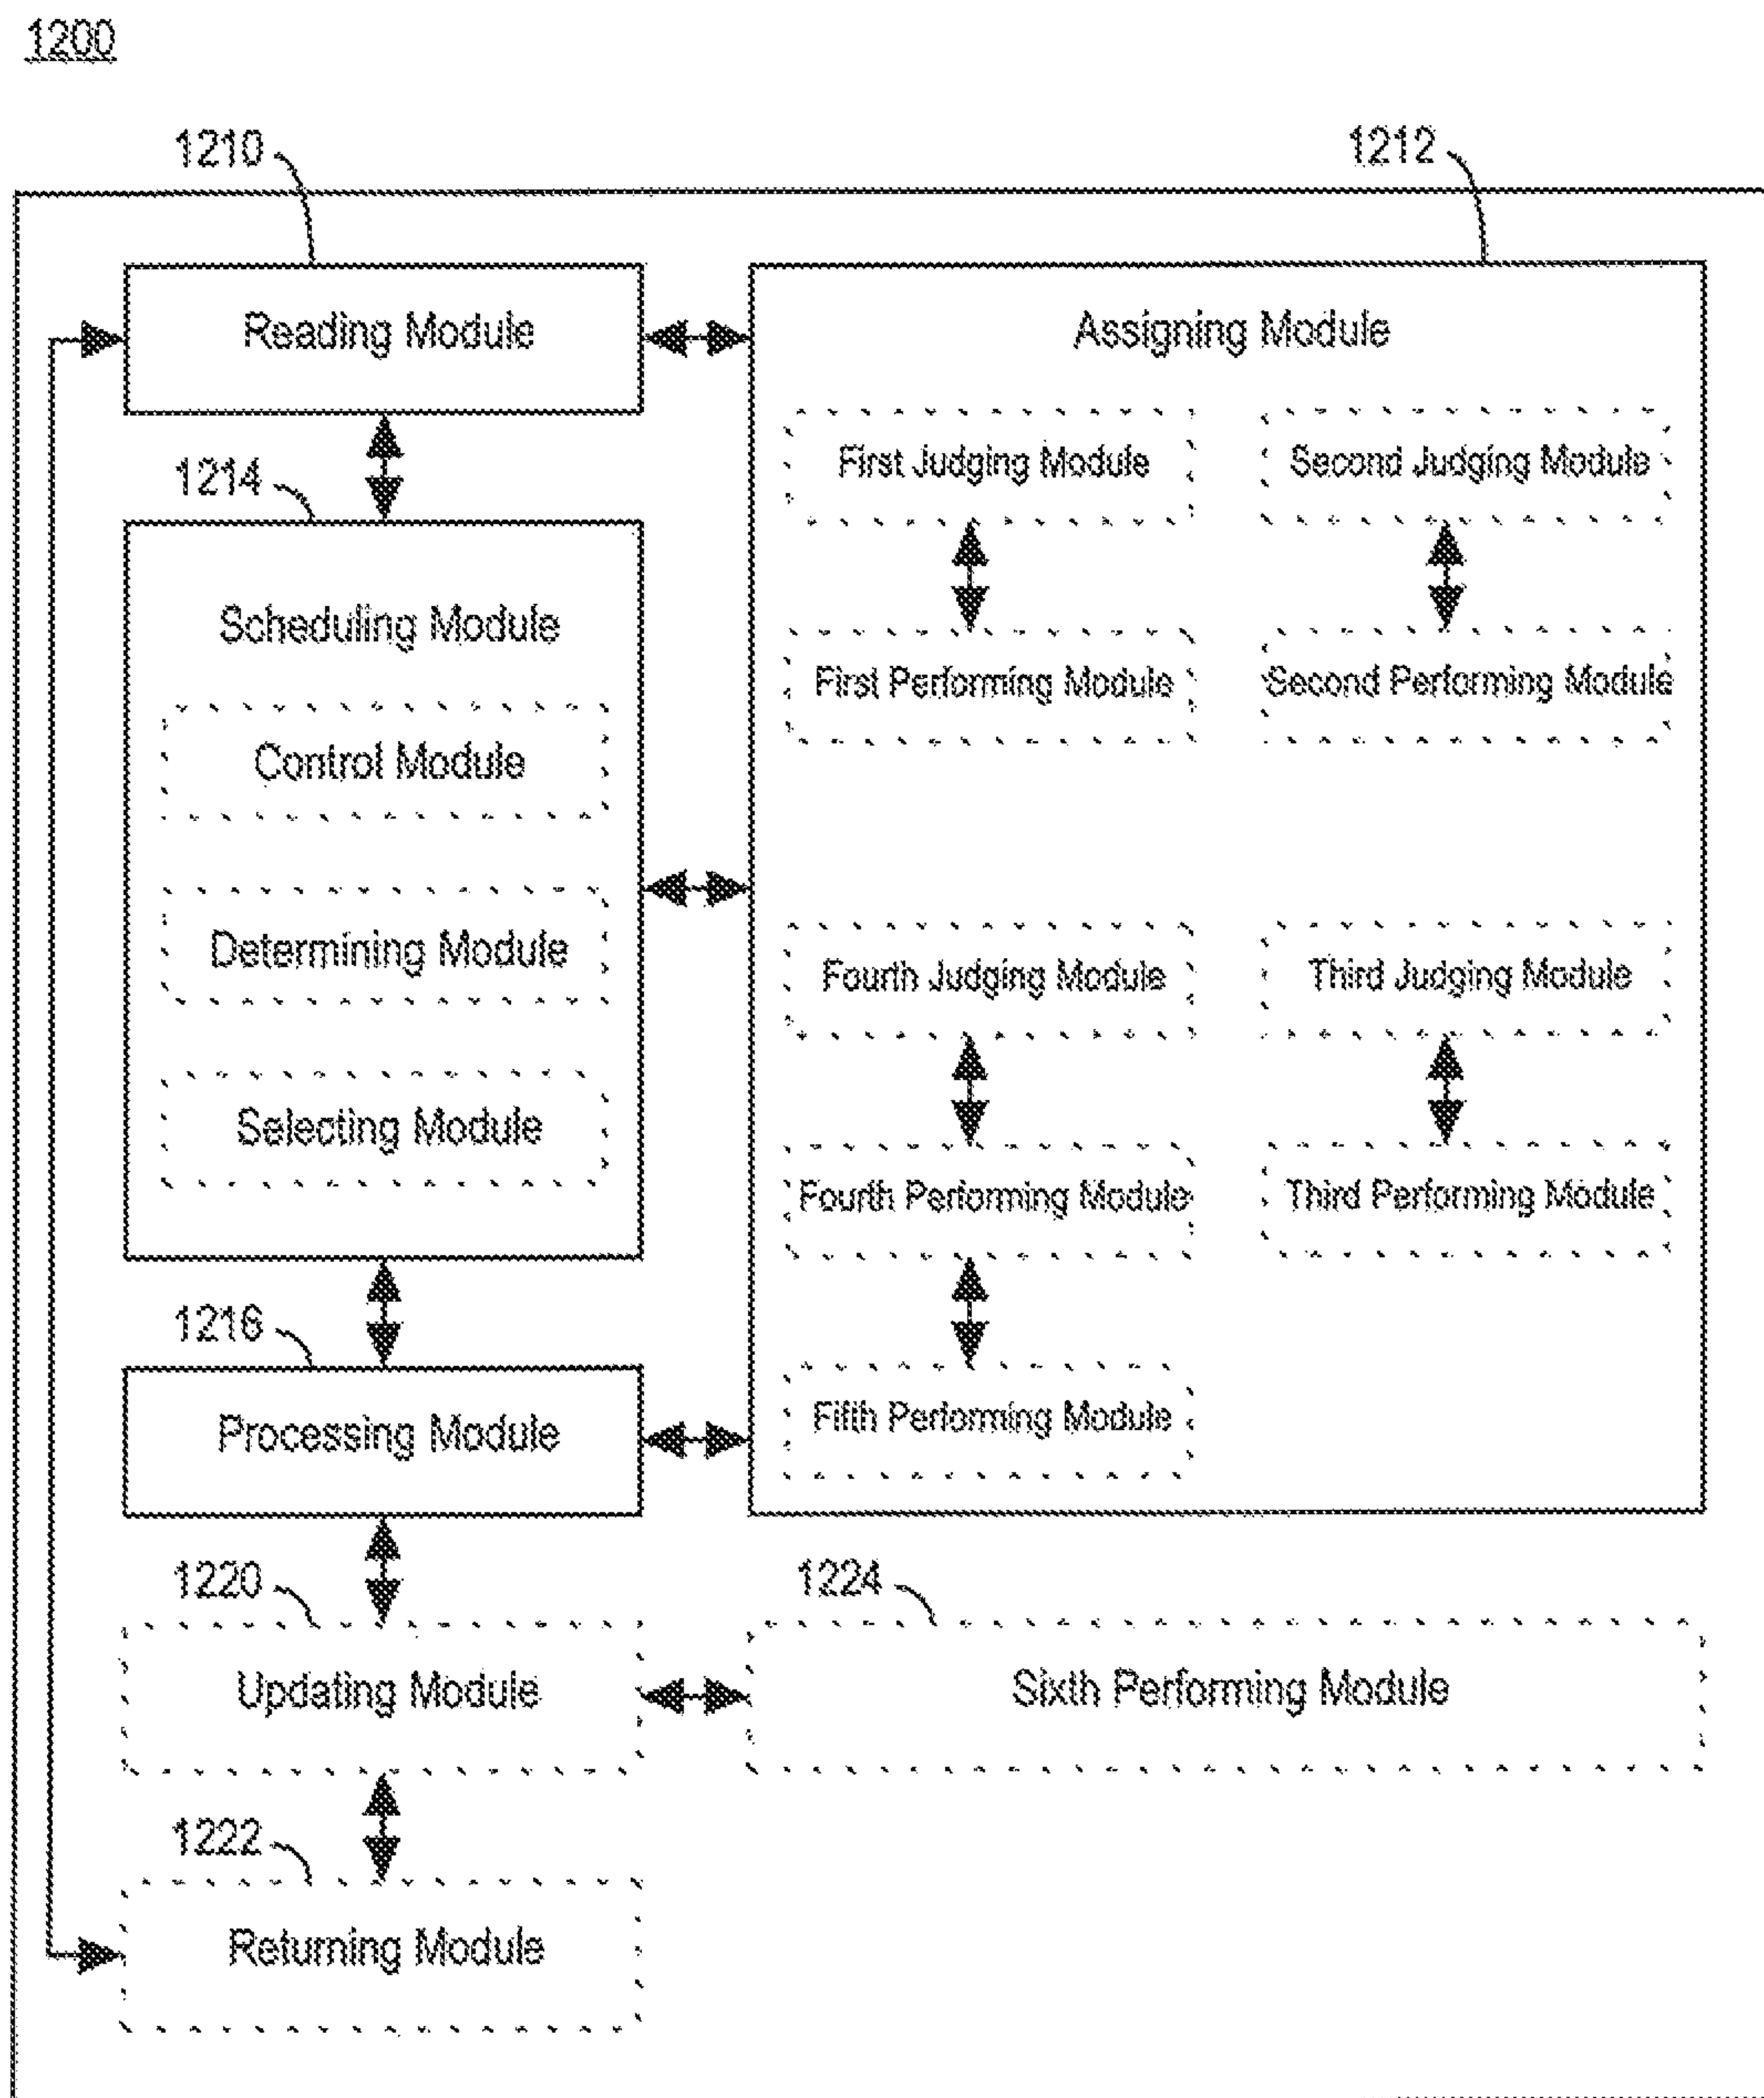 1200
1210
1212
Reading Module
Assigning Module
First Judging Module
Second Judging Module
1214
Scheduling Module
First Performing Module
Second Performing Module
Control Module
Determining Module
Fourth Judging Module
Third Judging Module
Selecting Module
Fourth Performing Module
Third Performing Module
1216
Processing Module
Fifth Performing Module
1220
1224
Updating Module
Sixth Performing Module
1222
Returning Module